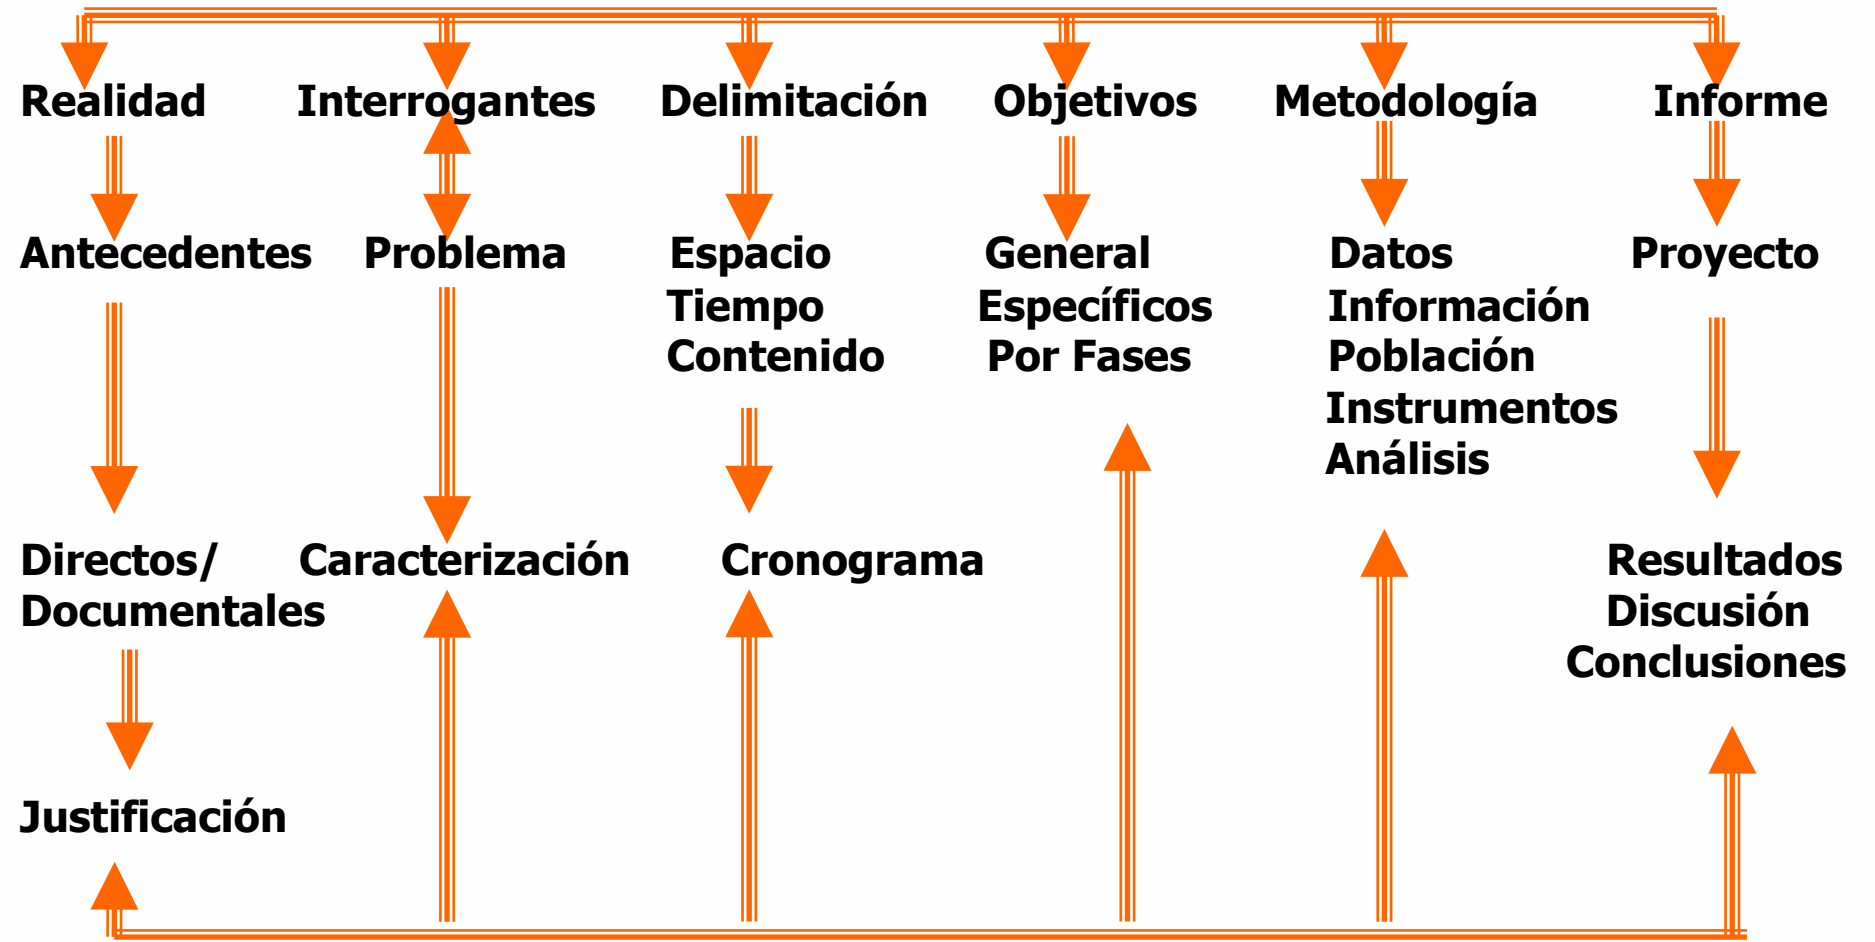 Realidad Interrogantes Delimitación Objetivos Metodología Informe
Antecedentes Problema Espacio General Datos Proyecto
Tiempo Específicos Información
Contenido Por Fases Población
Instrumentos
Análisis
Directos/ Caracterización Cronograma Resultados
Documentales Discusión
Conclusiones
Justificación